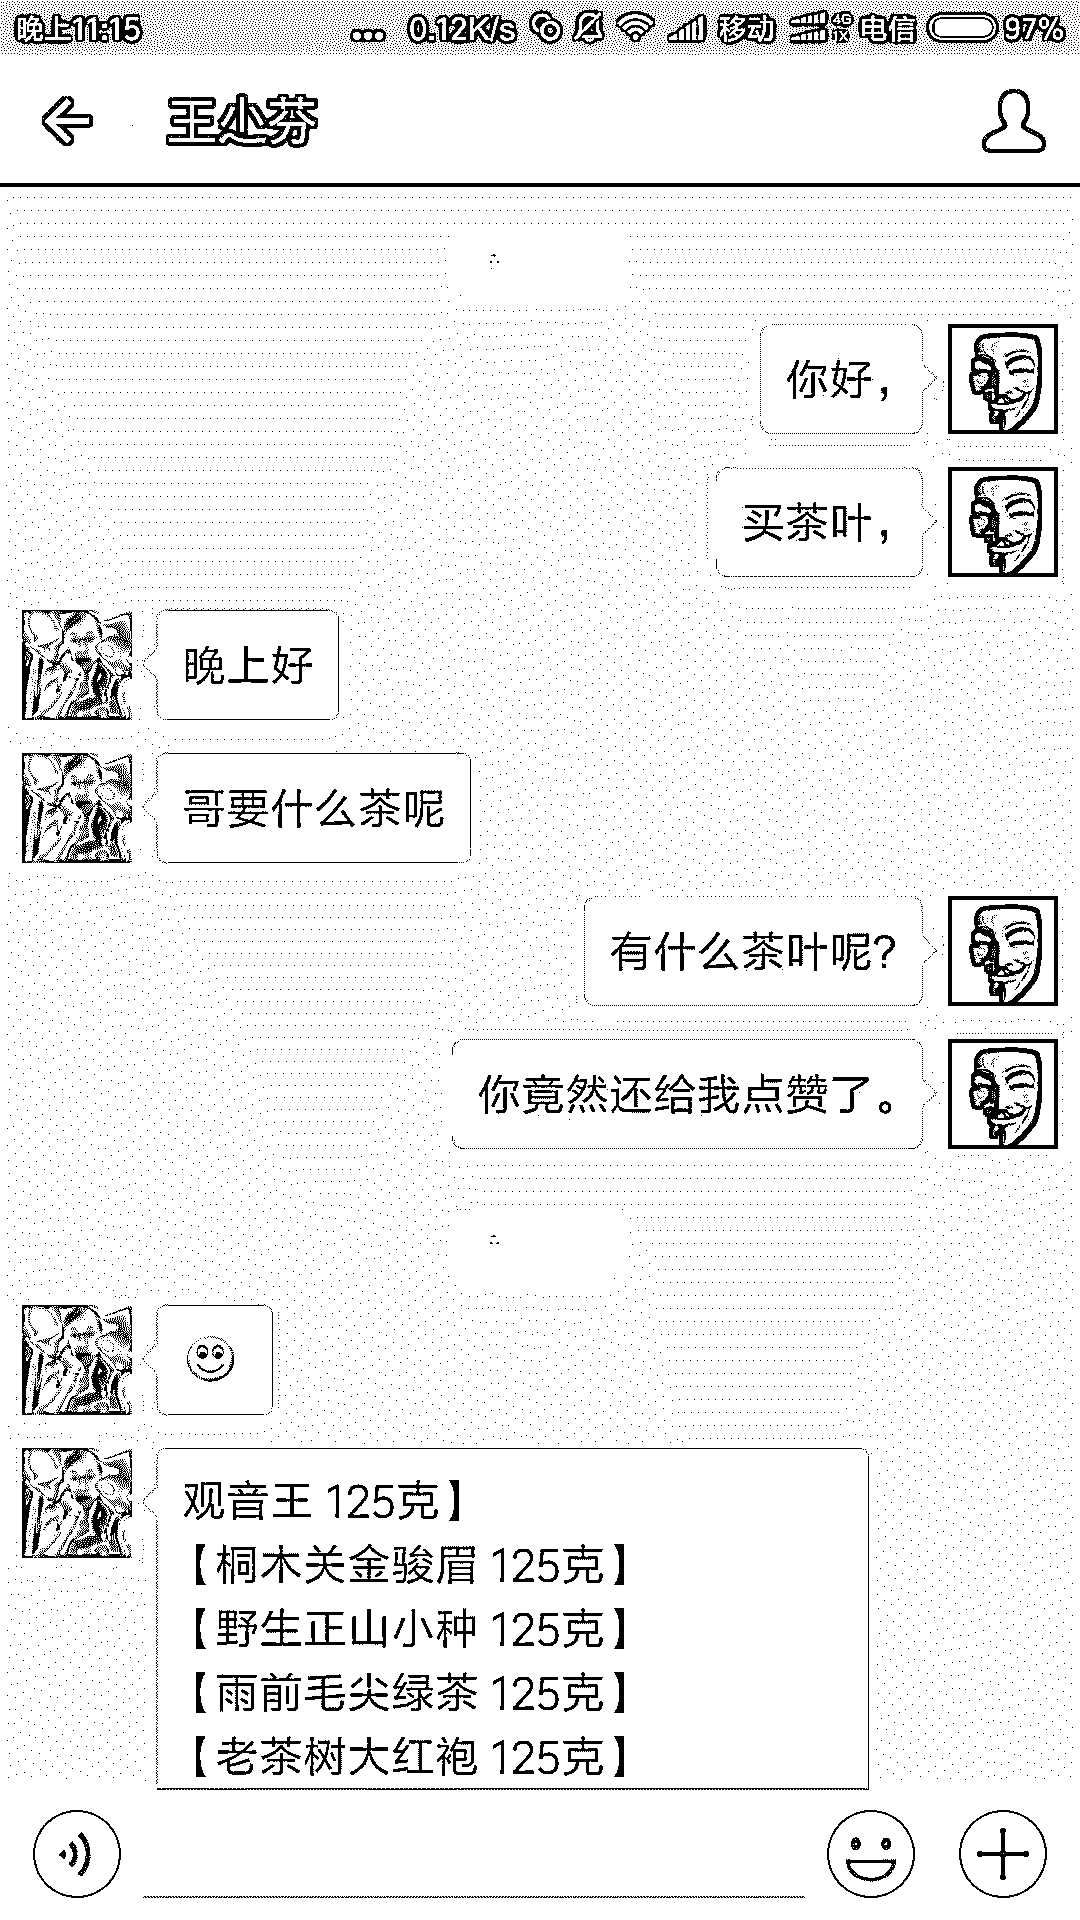 晚上11:15 ... 0.12K/s 移动 4G 1X 电信 97%
王小芬
你好，
买茶叶，
晚上好
哥要什么茶呢
有什么茶叶呢?
你竟然还给我点赞了。
观音王 125克】
【桐木关金骏眉 125克】
【野生正山小种 125克】
【雨前毛尖绿茶 125克】
【老茶树大红袍 125克】